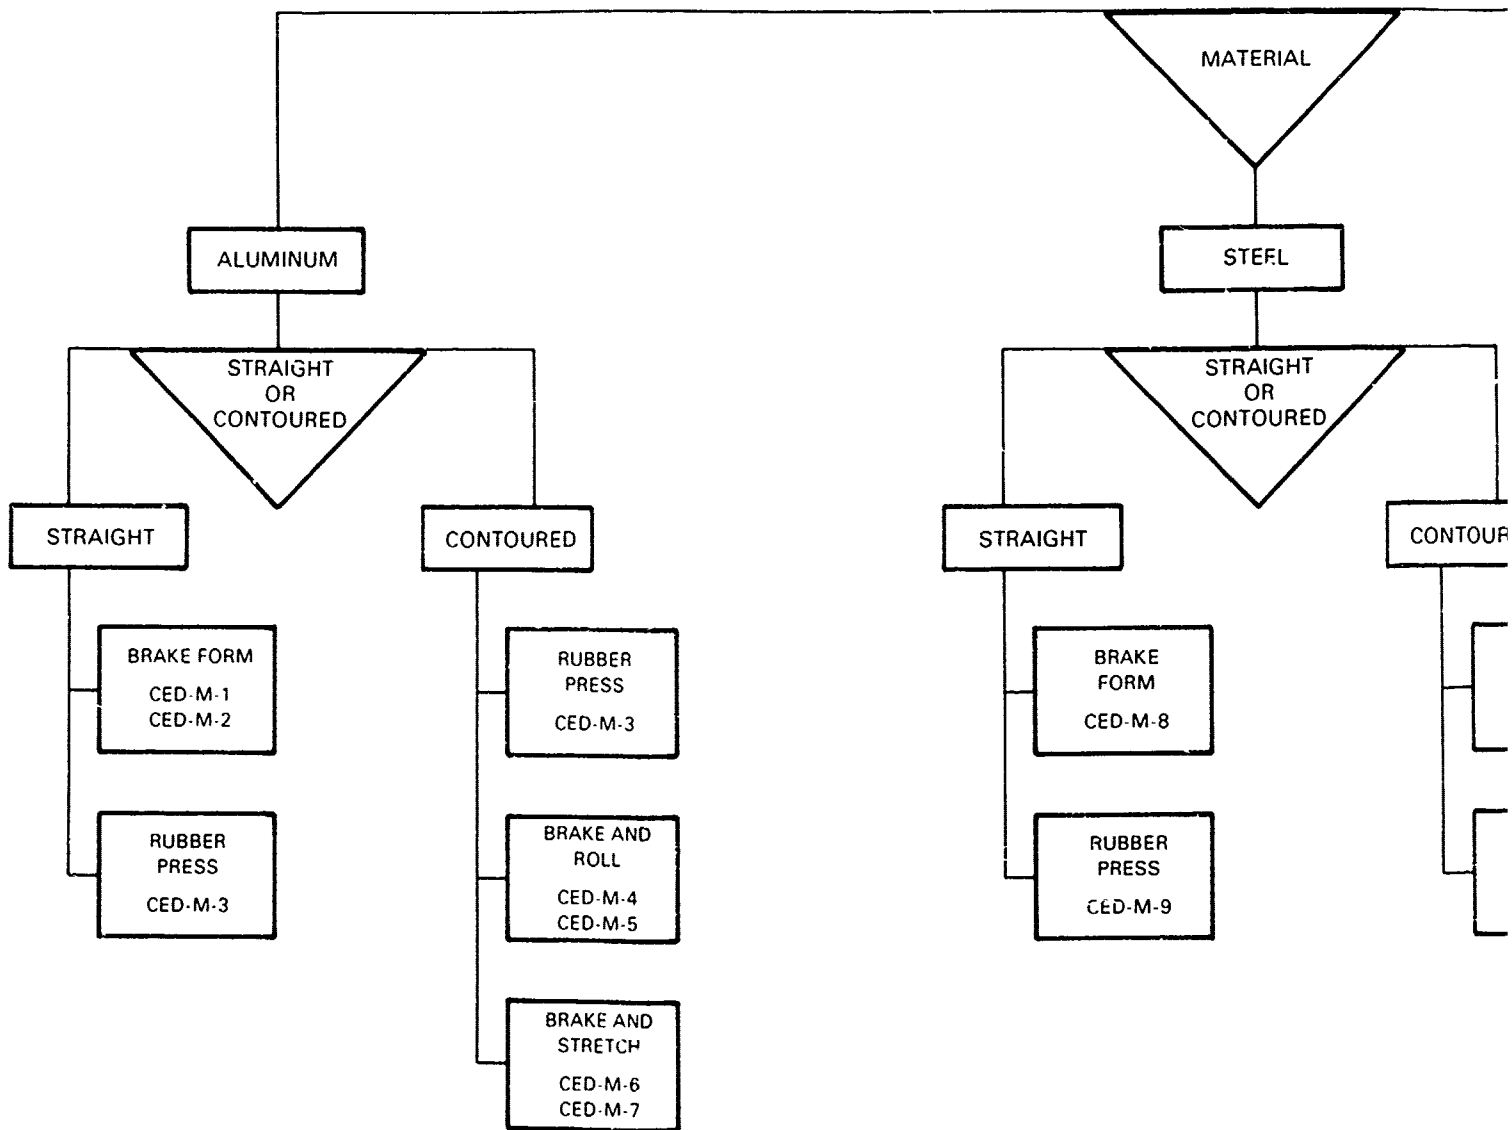 MATERIAL
ALUMINUM
STEEL
STRAIGHT
OR
CONTOURED
STRAIGHT
OR
CONTOURED
STRAIGHT
CONTOURED
STRAIGHT
CONTOUR
BRAKE FORM
CED-M-1
CED-M-2
RUBBER
PRESS
CED-M-3
RUBBER
PRESS
CED-M-3
BRAKE AND
ROLL
CED-M-4
CED-M-5
BRAKE AND
STRETCH
CED-M-6
CED-M-7
BRAKE
FORM
CED-M-8
RUBBER
PRESS
CED-M-9